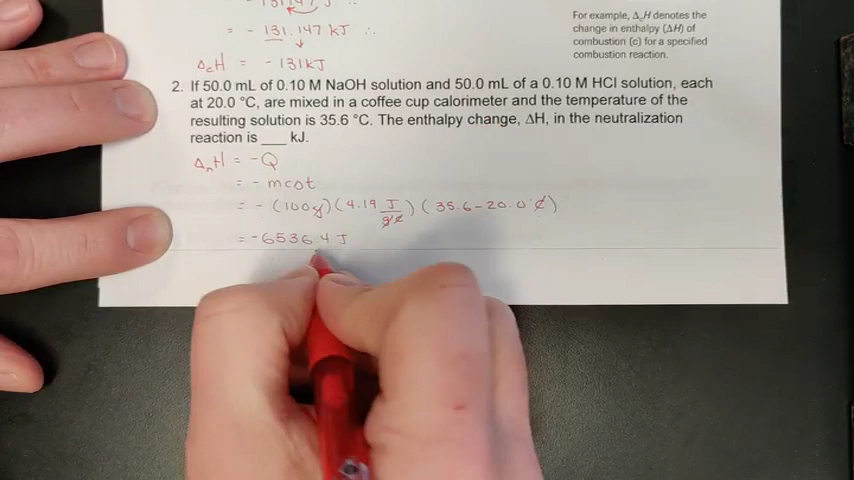 = - 131.147 kJ ∴
ΔcH = - 131kJ
For example, ΔcH denotes the
change in enthalpy (ΔH) of
combustion (c) for a specified
combustion reaction.
2. If 50.0 mL of 0.10 M NaOH solution and 50.0 mL of a 0.10 M HCl solution, each
at 20.0 °C, are mixed in a coffee cup calorimeter and the temperature of the
resulting solution is 35.6 °C. The enthalpy change, ΔH, in the neutralization
reaction is ___ kJ.
ΔnH = -Q
= - mcΔt
= - (100g)(4.19 J/g°C)(35.6-20.0°C)
= -6536.4 J